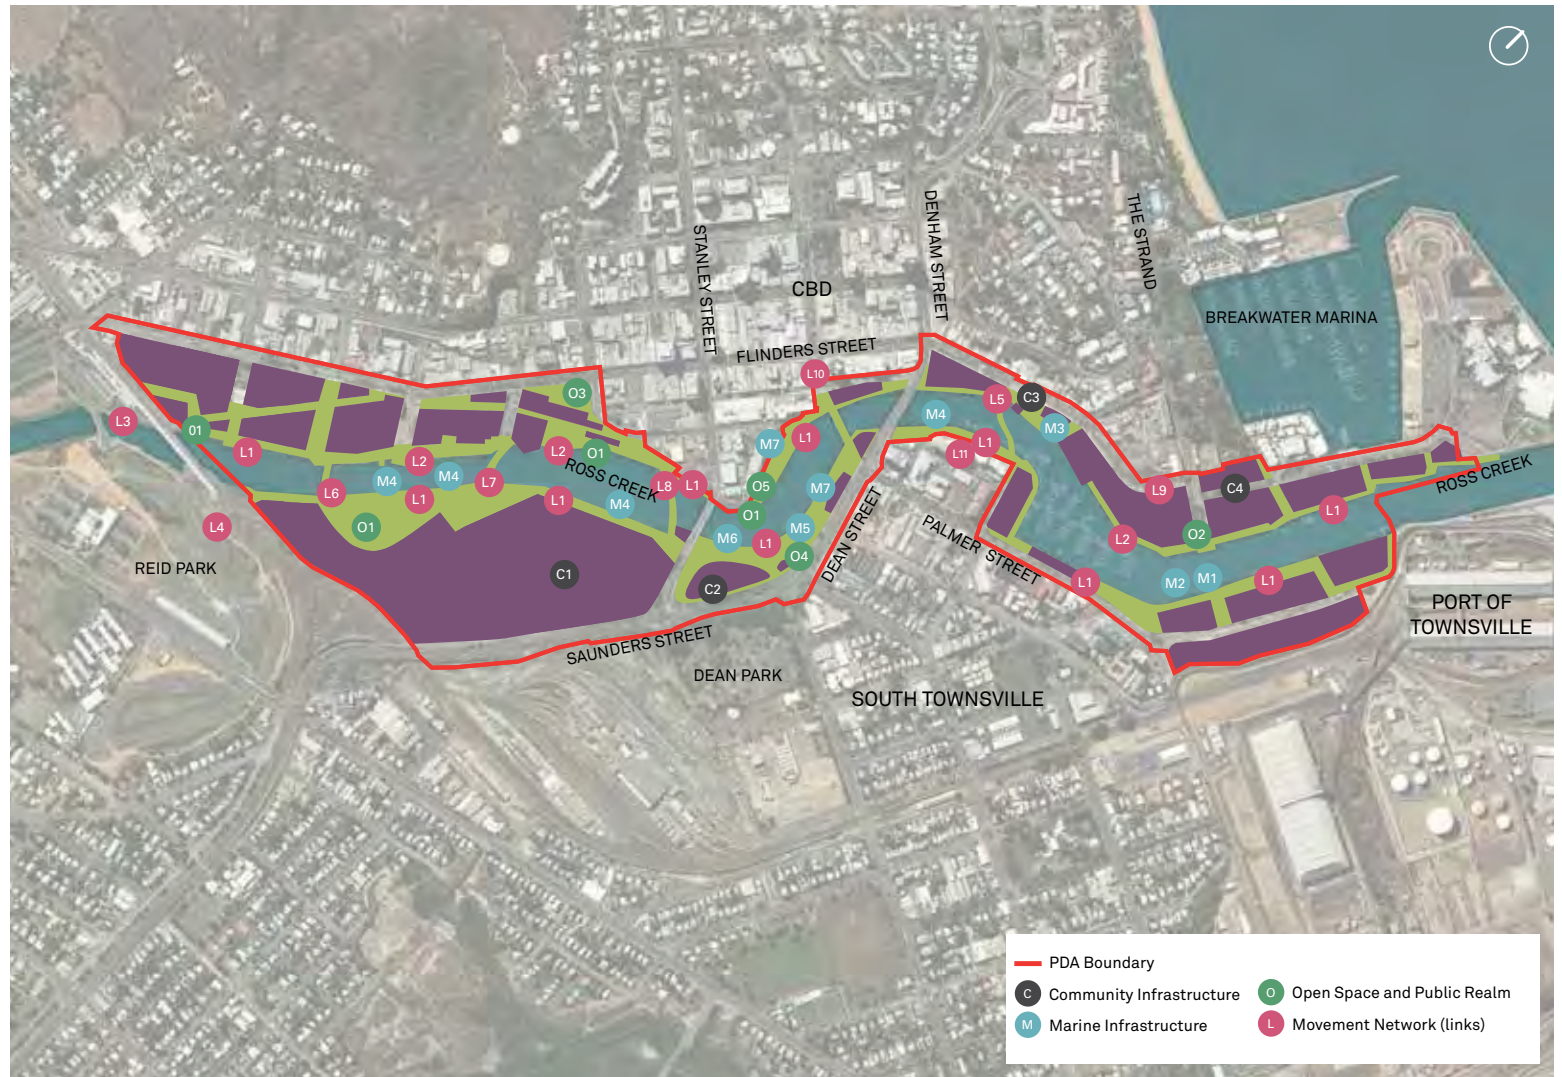 STANLEY STREET
DENHAM STREET
THE STRAND
CBD
BREAKWATER MARINA
FLINDERS STREET
L10
O3
L5
C3
L3
01
M4
M3
L1
L2
L2
O1
M7
L1
L1
L11
ROSS CREEK
ROSS CREEK
L6
M4
M4
L7
L8
L1
O5
M7
L9
C4
L1
L1
M4
O1
L4
O1
L1
M6
L1
M5
O4
DEAN STREET
PALMER STREET
L2
O2
REID PARK
C1
C2
L1
M2
M1
L1
PORT OF
TOWNSVILLE
SAUNDERS STREET
DEAN PARK
SOUTH TOWNSVILLE
PDA Boundary
C Community Infrastructure
O Open Space and Public Realm
M Marine Infrastructure
L Movement Network (links)